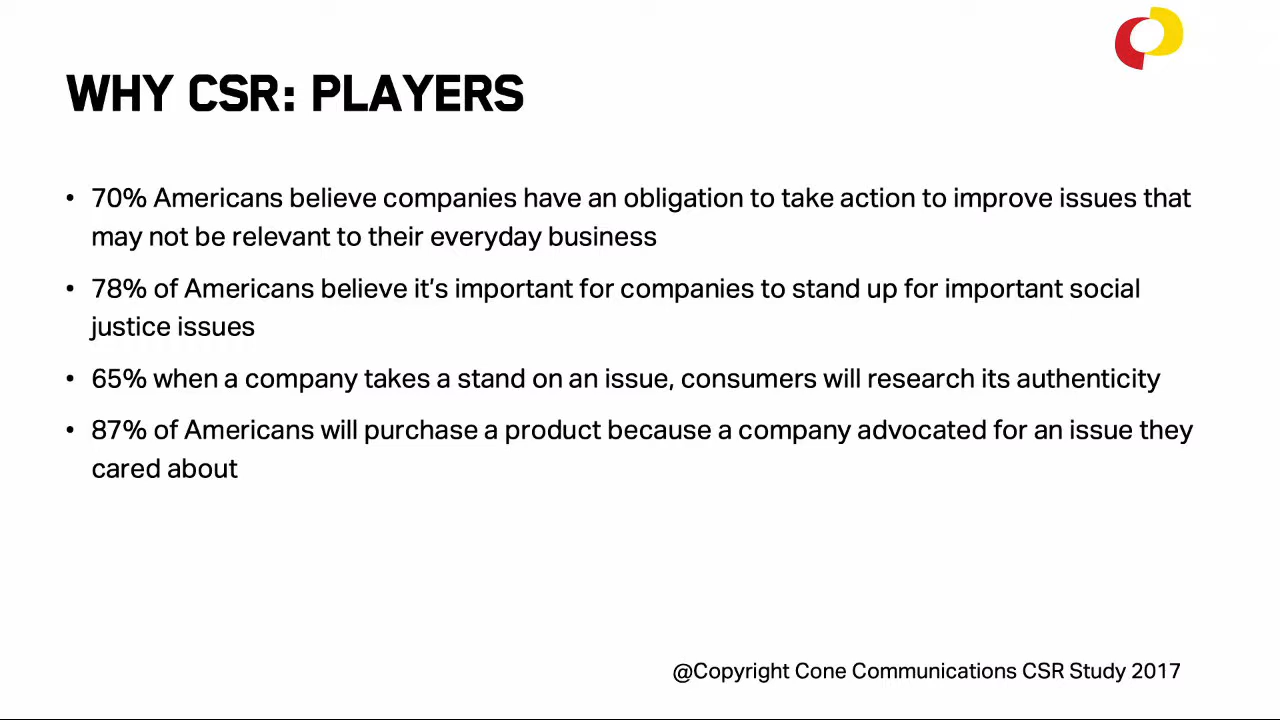 WHY CSR: PLAYERS
• 70% Americans believe companies have an obligation to take action to improve issues that
may not be relevant to their everyday business
• 78% of Americans believe it's important for companies to stand up for important social
justice issues
• 65% when a company takes a stand on an issue, consumers will research its authenticity
• 87% of Americans will purchase a product because a company advocated for an issue they
cared about
@Copyright Cone Communications CSR Study 2017